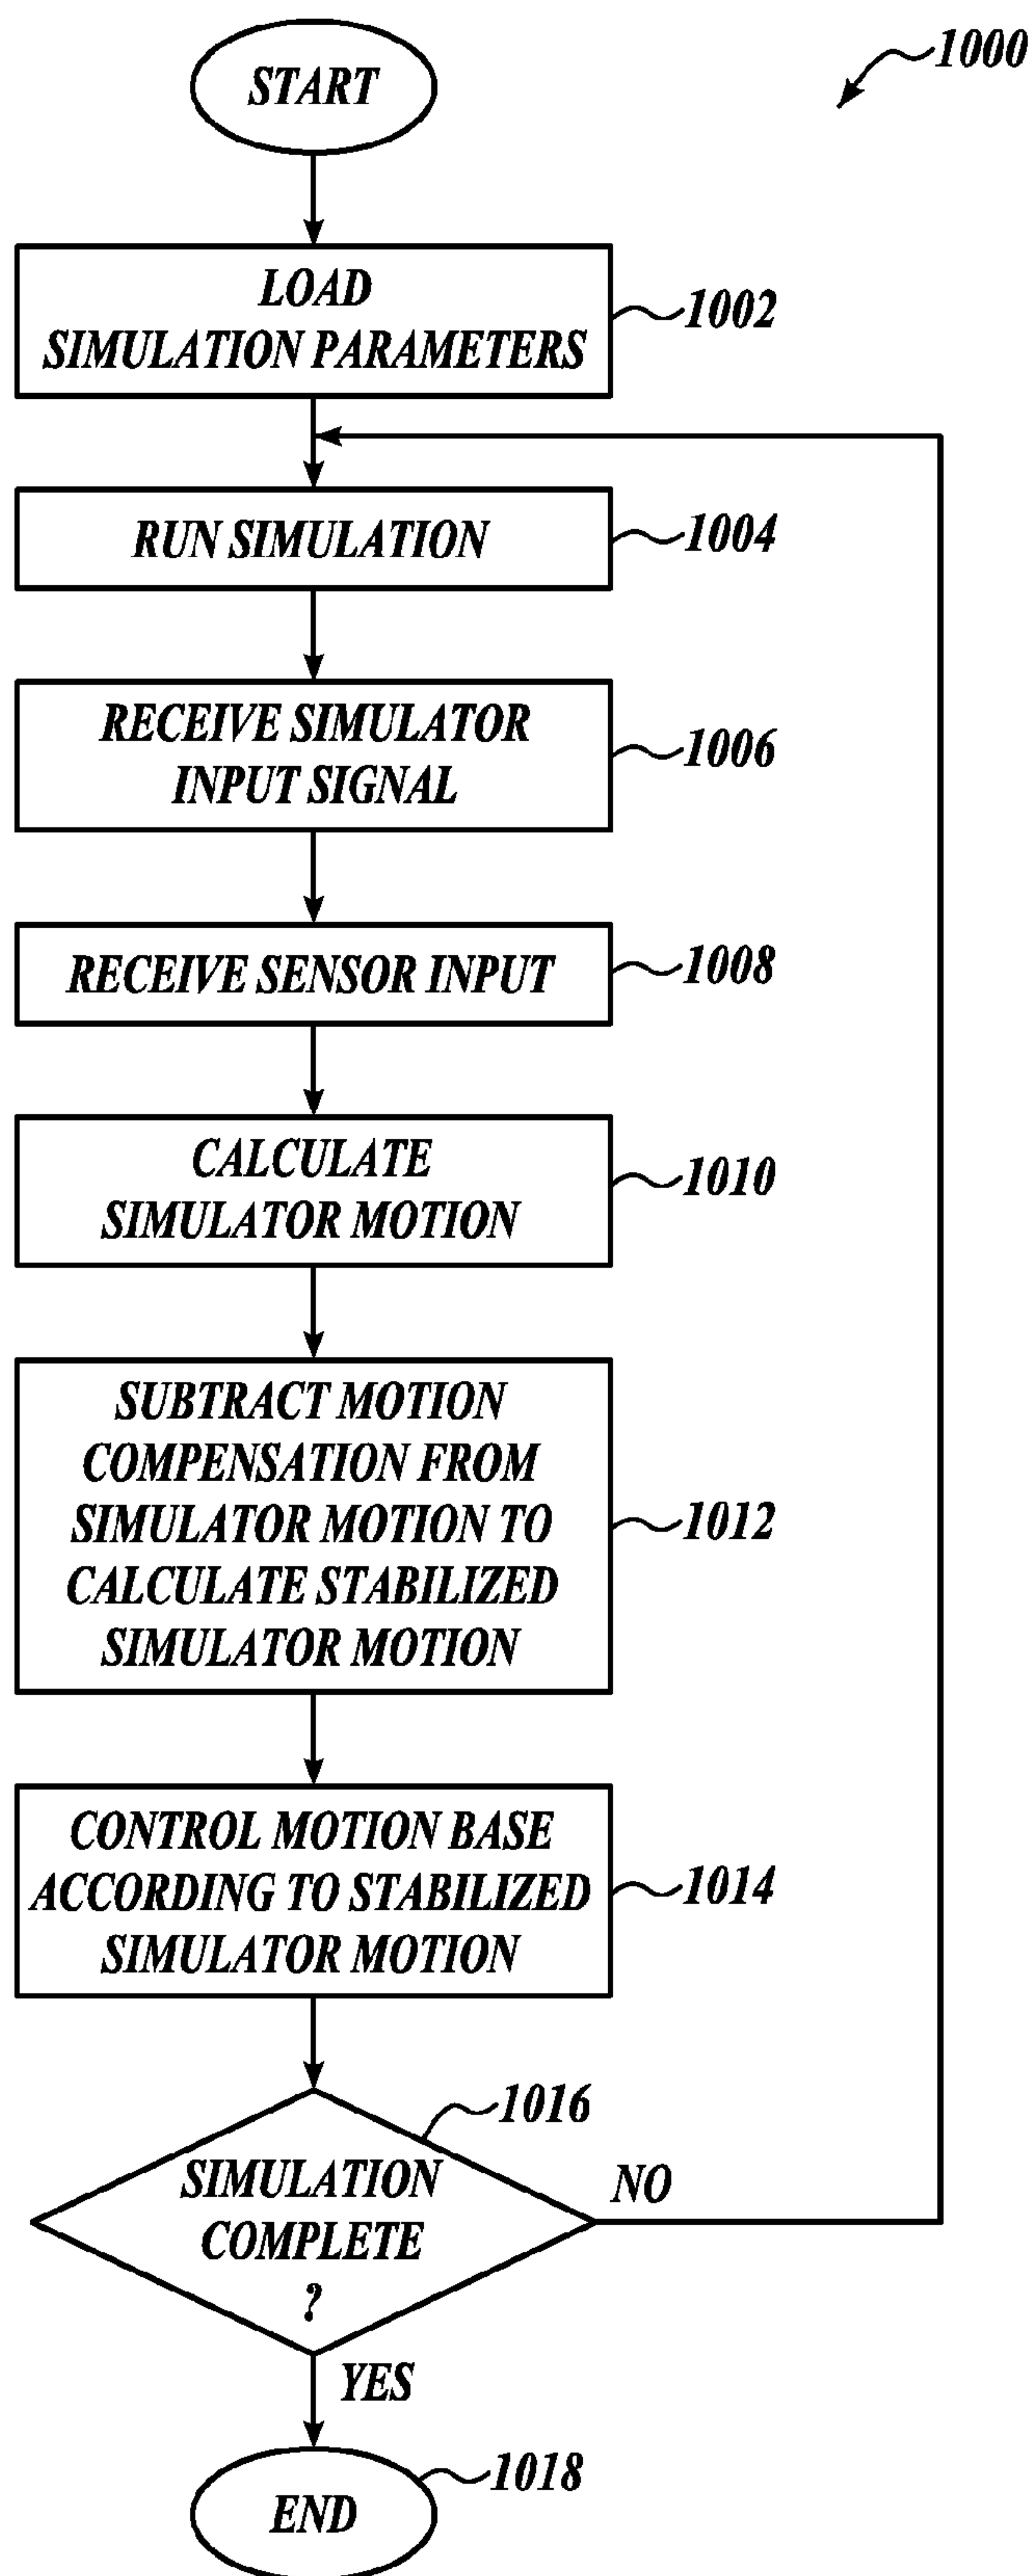 START
1000
LOAD
SIMULATION PARAMETERS
1002
RUN SIMULATION
1004
RECEIVE SIMULATOR
INPUT SIGNAL
1006
RECEIVE SENSOR INPUT
1008
CALCULATE
SIMULATOR MOTION
1010
SUBTRACT MOTION
COMPENSATION FROM
SIMULATOR MOTION TO
CALCULATE STABILIZED
SIMULATOR MOTION
1012
CONTROL MOTION BASE
ACCORDING TO STABILIZED
SIMULATOR MOTION
1014
1016
SIMULATION
COMPLETE
?
NO
YES
1018
END